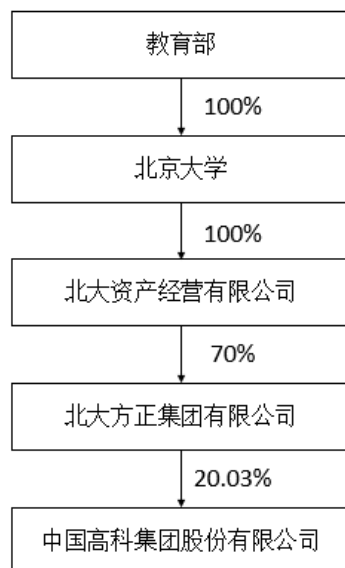 教育部
100%
北京大学
100%
北大资产经营有限公司
70%
北大方正集团有限公司
20.03%
中国高科集团股份有限公司